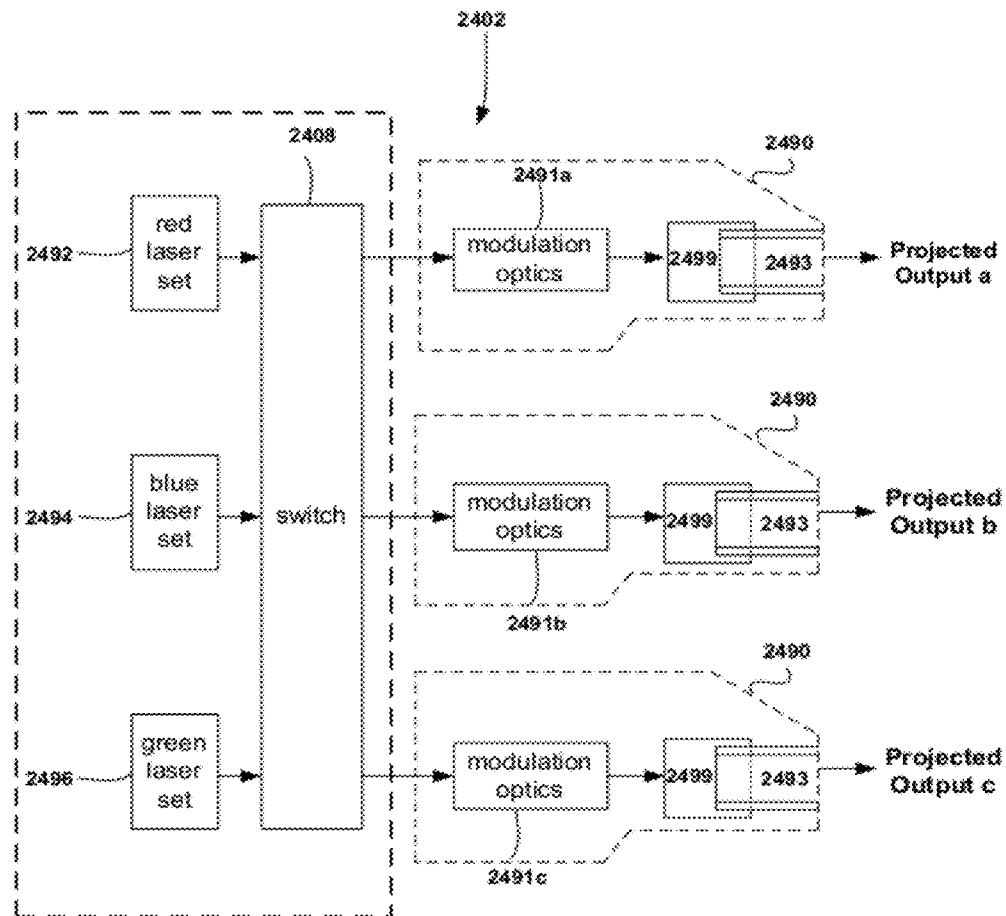 2402
2408
2490
2491a
red
laser
set
2492
modulation
optics
2499
2493
Projected
Output a
2490
blue
laser
set
2494
switch
modulation
optics
2499
2493
Projected
Output b
2491b
2490
green
laser
set
2496
modulation
optics
2499
2493
Projected
Output c
2491c